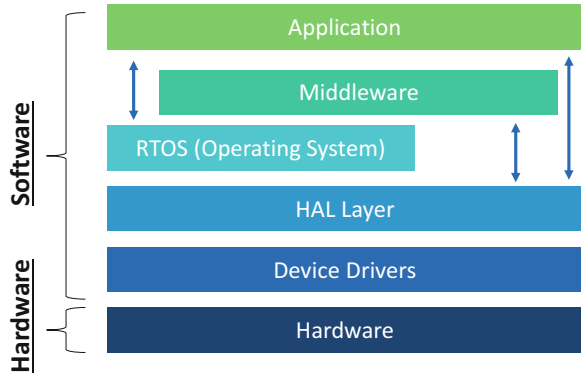 Application
Middleware
RTOS (Operating System)
HAL Layer
Device Drivers
Hardware
Software
Hardware